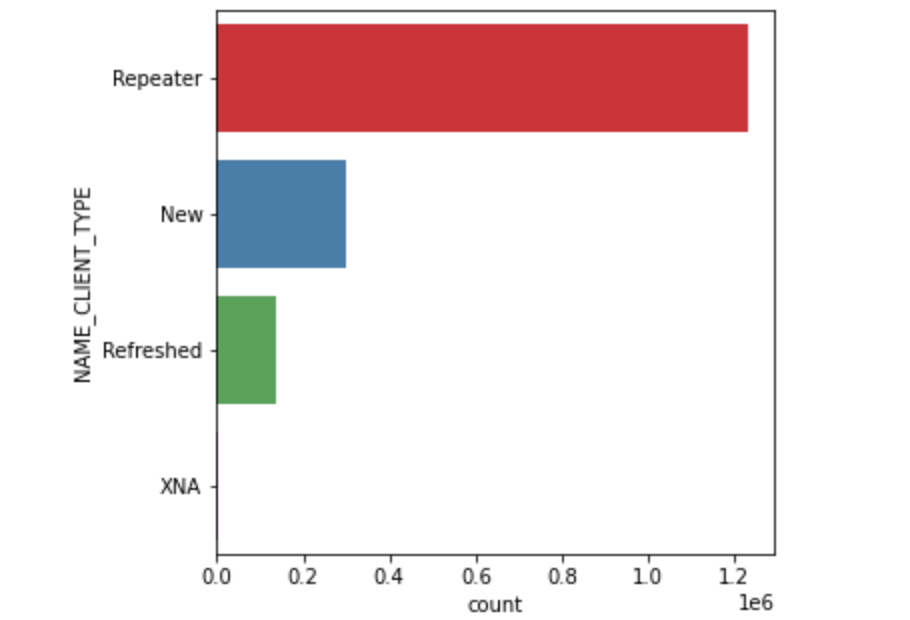 NAME_CLIENT_TYPE
Repeater
New
Refreshed
XNA
0.0 0.2 0.4 0.6 0.8 1.0 1.2
1e6
count